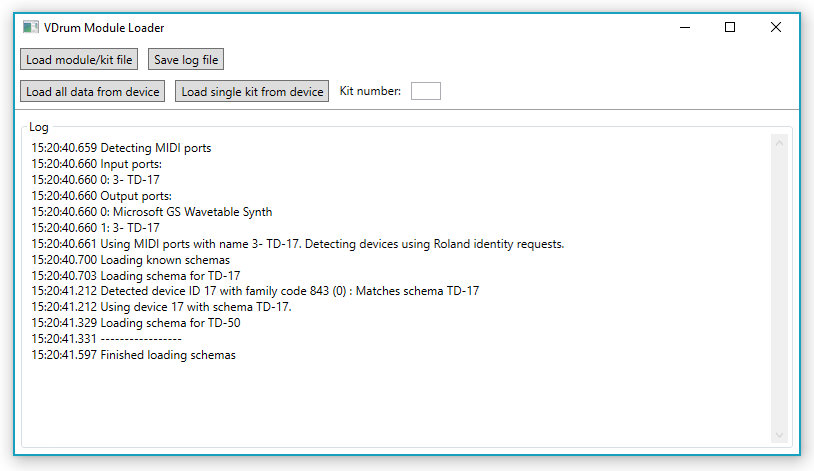 VDrum Module Loader
Load module/kit file Save log file
Load all data from device Load single kit from device Kit number:
Log
15:20:40.659 Detecting MIDI ports
15:20:40.660 Input ports:
15:20:40.660 0: 3- TD-17
15:20:40.660 Output ports:
15:20:40.660 0: Microsoft GS Wavetable Synth
15:20:40.660 1: 3- TD-17
15:20:40.661 Using MIDI ports with name 3- TD-17. Detecting devices using Roland identity requests.
15:20:40.700 Loading known schemas
15:20:40.703 Loading schema for TD-17
15:20:41.212 Detected device ID 17 with family code 843 (0) : Matches schema TD-17
15:20:41.212 Using device 17 with schema TD-17.
15:20:41.329 Loading schema for TD-50
15:20:41.331 -----------------
15:20:41.597 Finished loading schemas